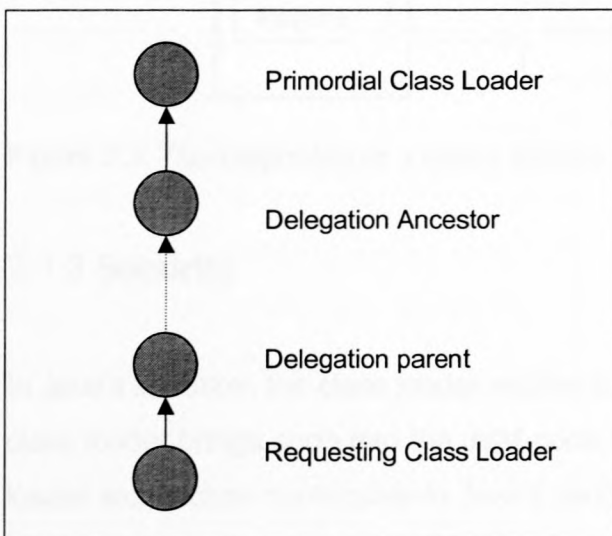 Primordial Class Loader
Delegation Ancestor
Delegation parent
Requesting Class Loader